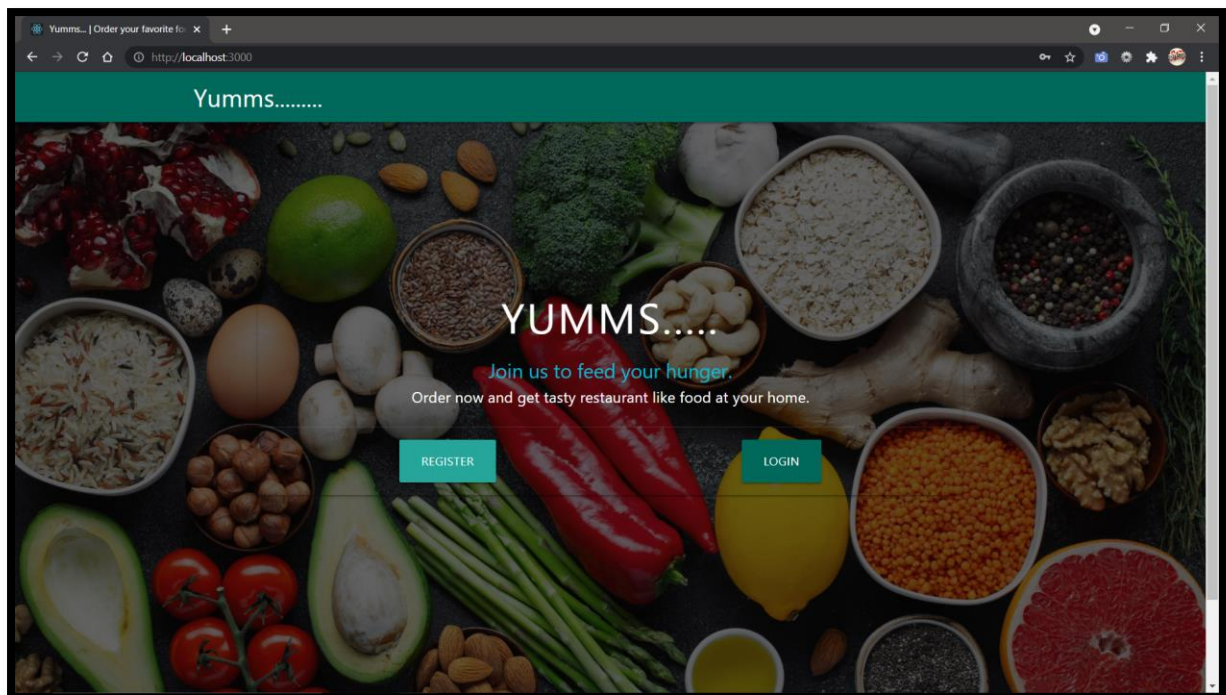 Yumms... | Order your favorite fo
http://localhost:3000
Yumms.........
YUMMS.....
Join us to feed your hunger.
Order now and get tasty restaurant like food at your home.
REGISTER
LOGIN